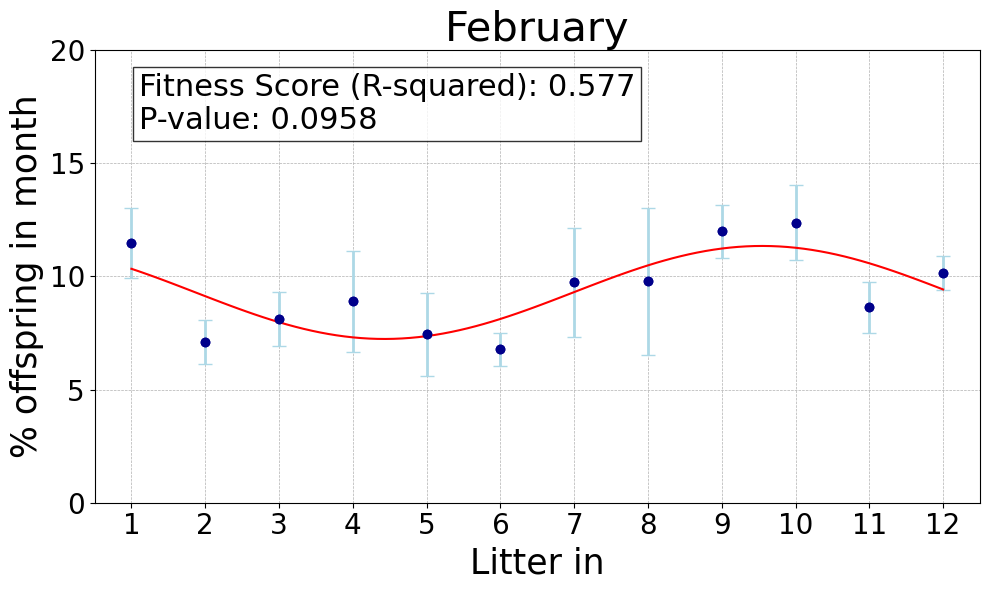 February
Fitness Score (R-squared): 0.577
P-value: 0.0958
% offspring in month
20
15
10
5
0
1 2 3 4 5 6 7 8 9 10 11 12
Litter in